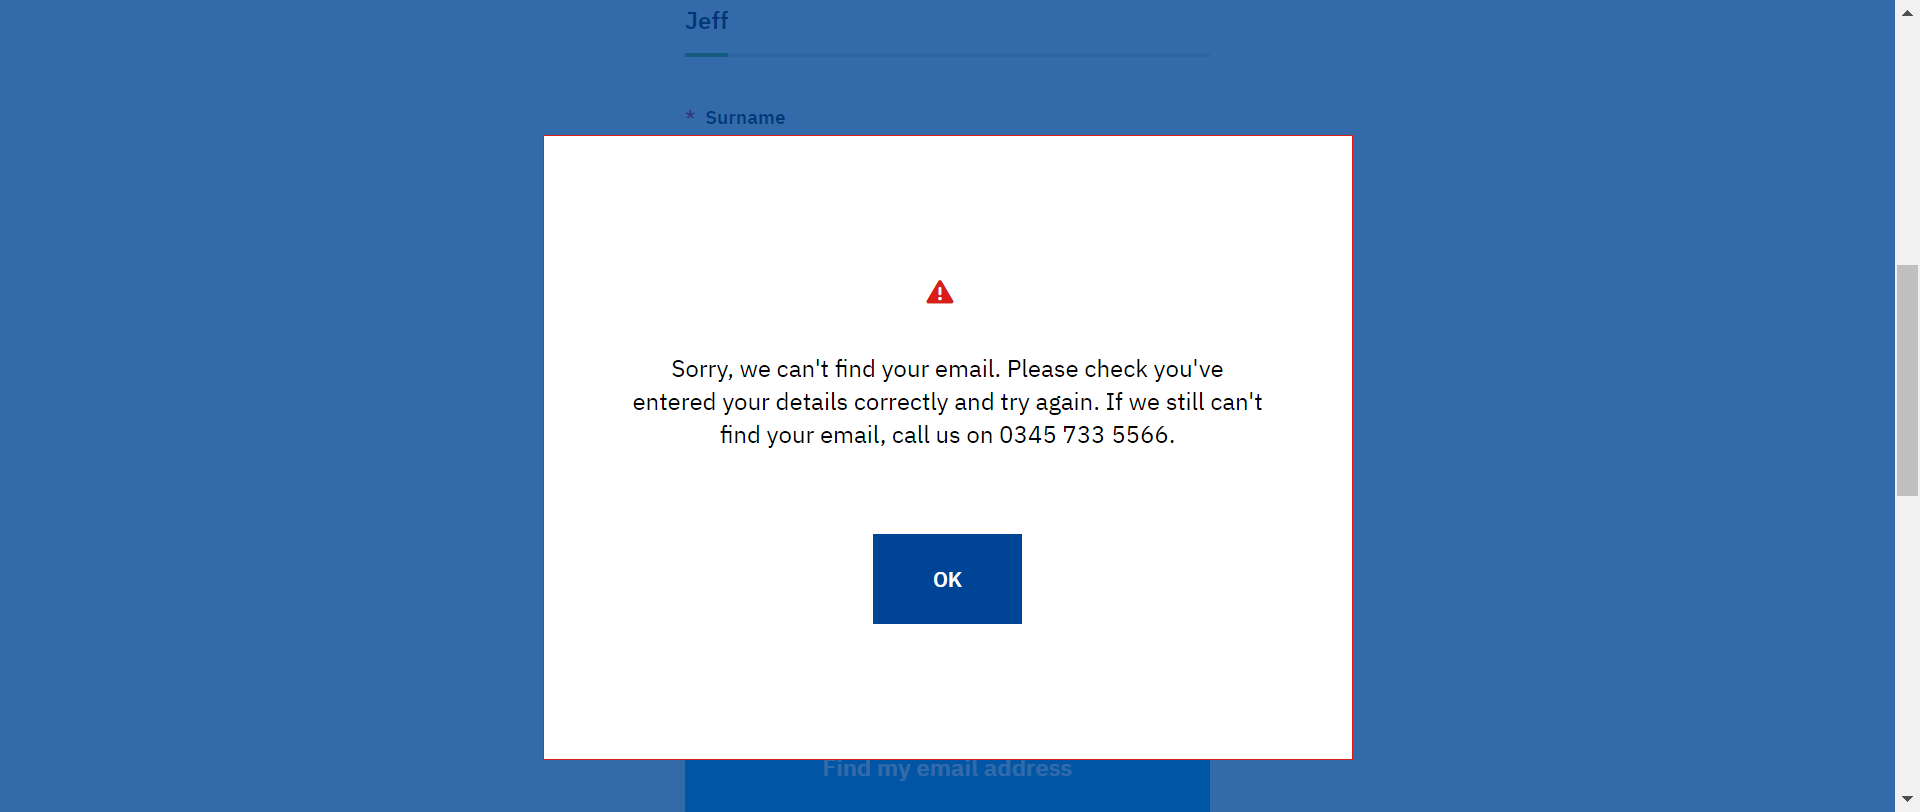 Jeff
* Surname
Sorry, we can't find your email. Please check you've
entered your details correctly and try again. If we still can't
find your email, call us on 0345 733 5566.
OK
Find my email address